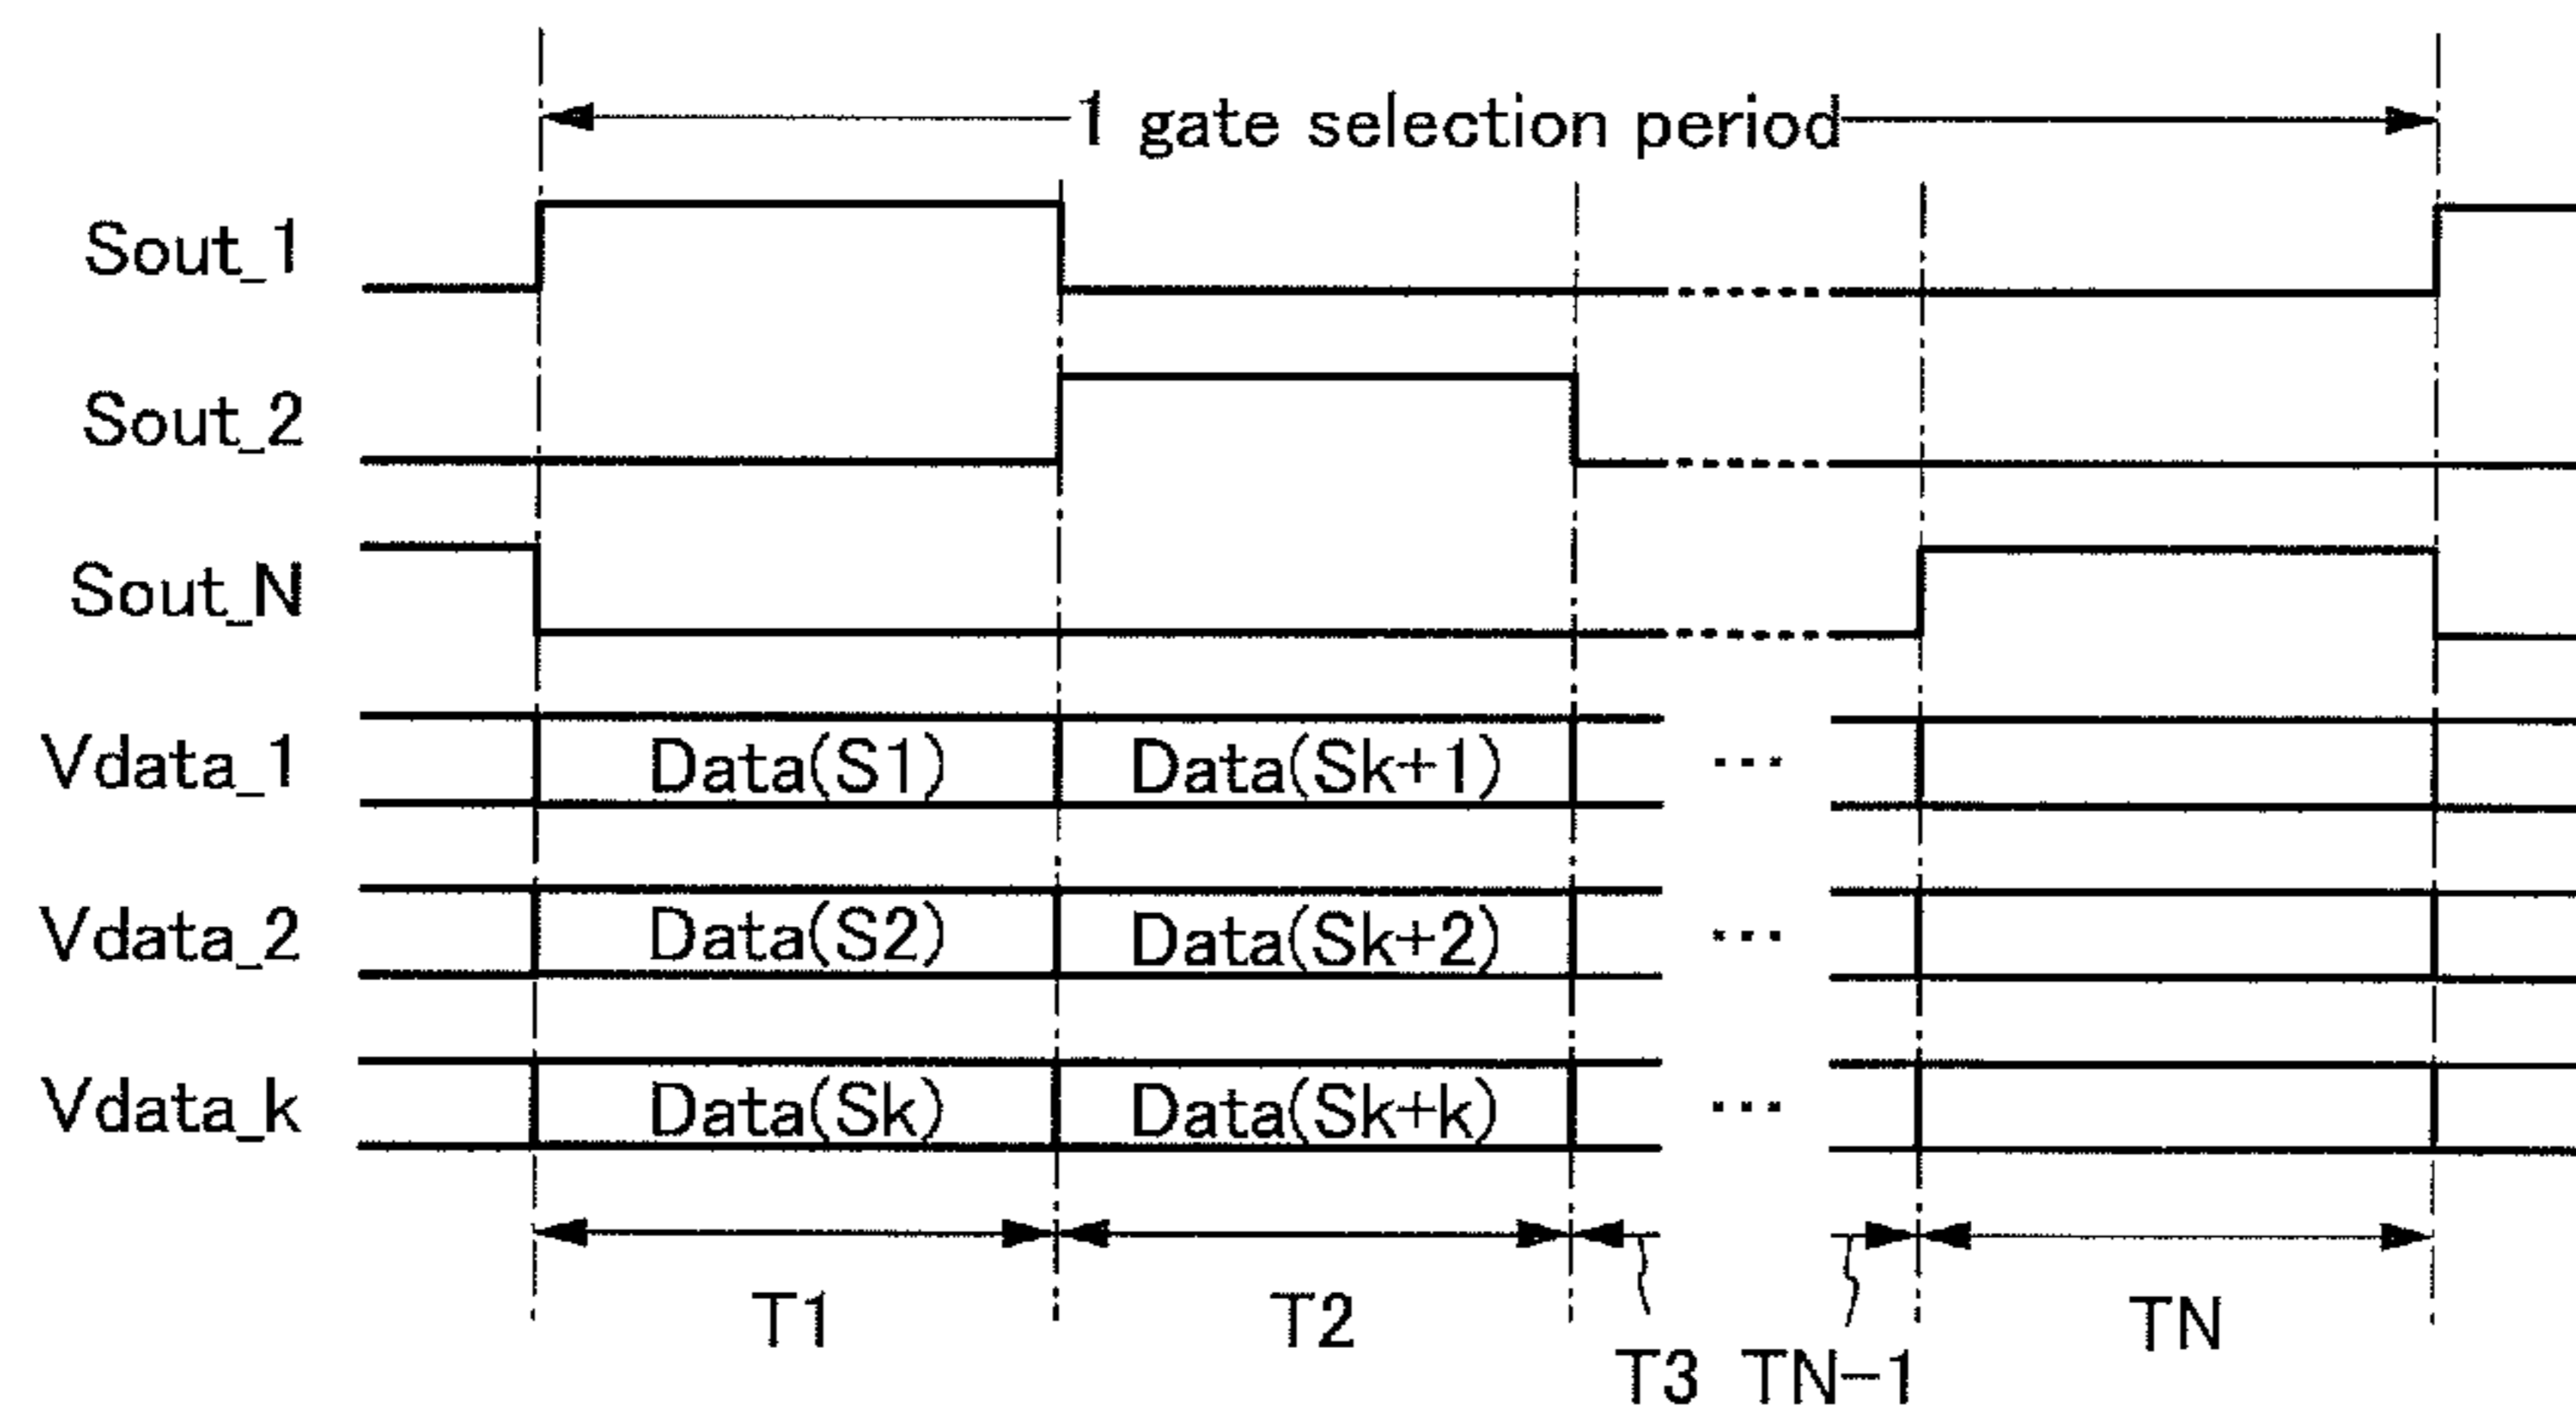 1 gate selection period
Sout_1
Sout_2
Sout_N
Vdata_1 Data(S1) Data(Sk+1) ...
Vdata_2 Data(S2) Data(Sk+2) ...
Vdata_k Data(Sk) Data(Sk+k) ...
T1 T2 TN
T3 TN-1